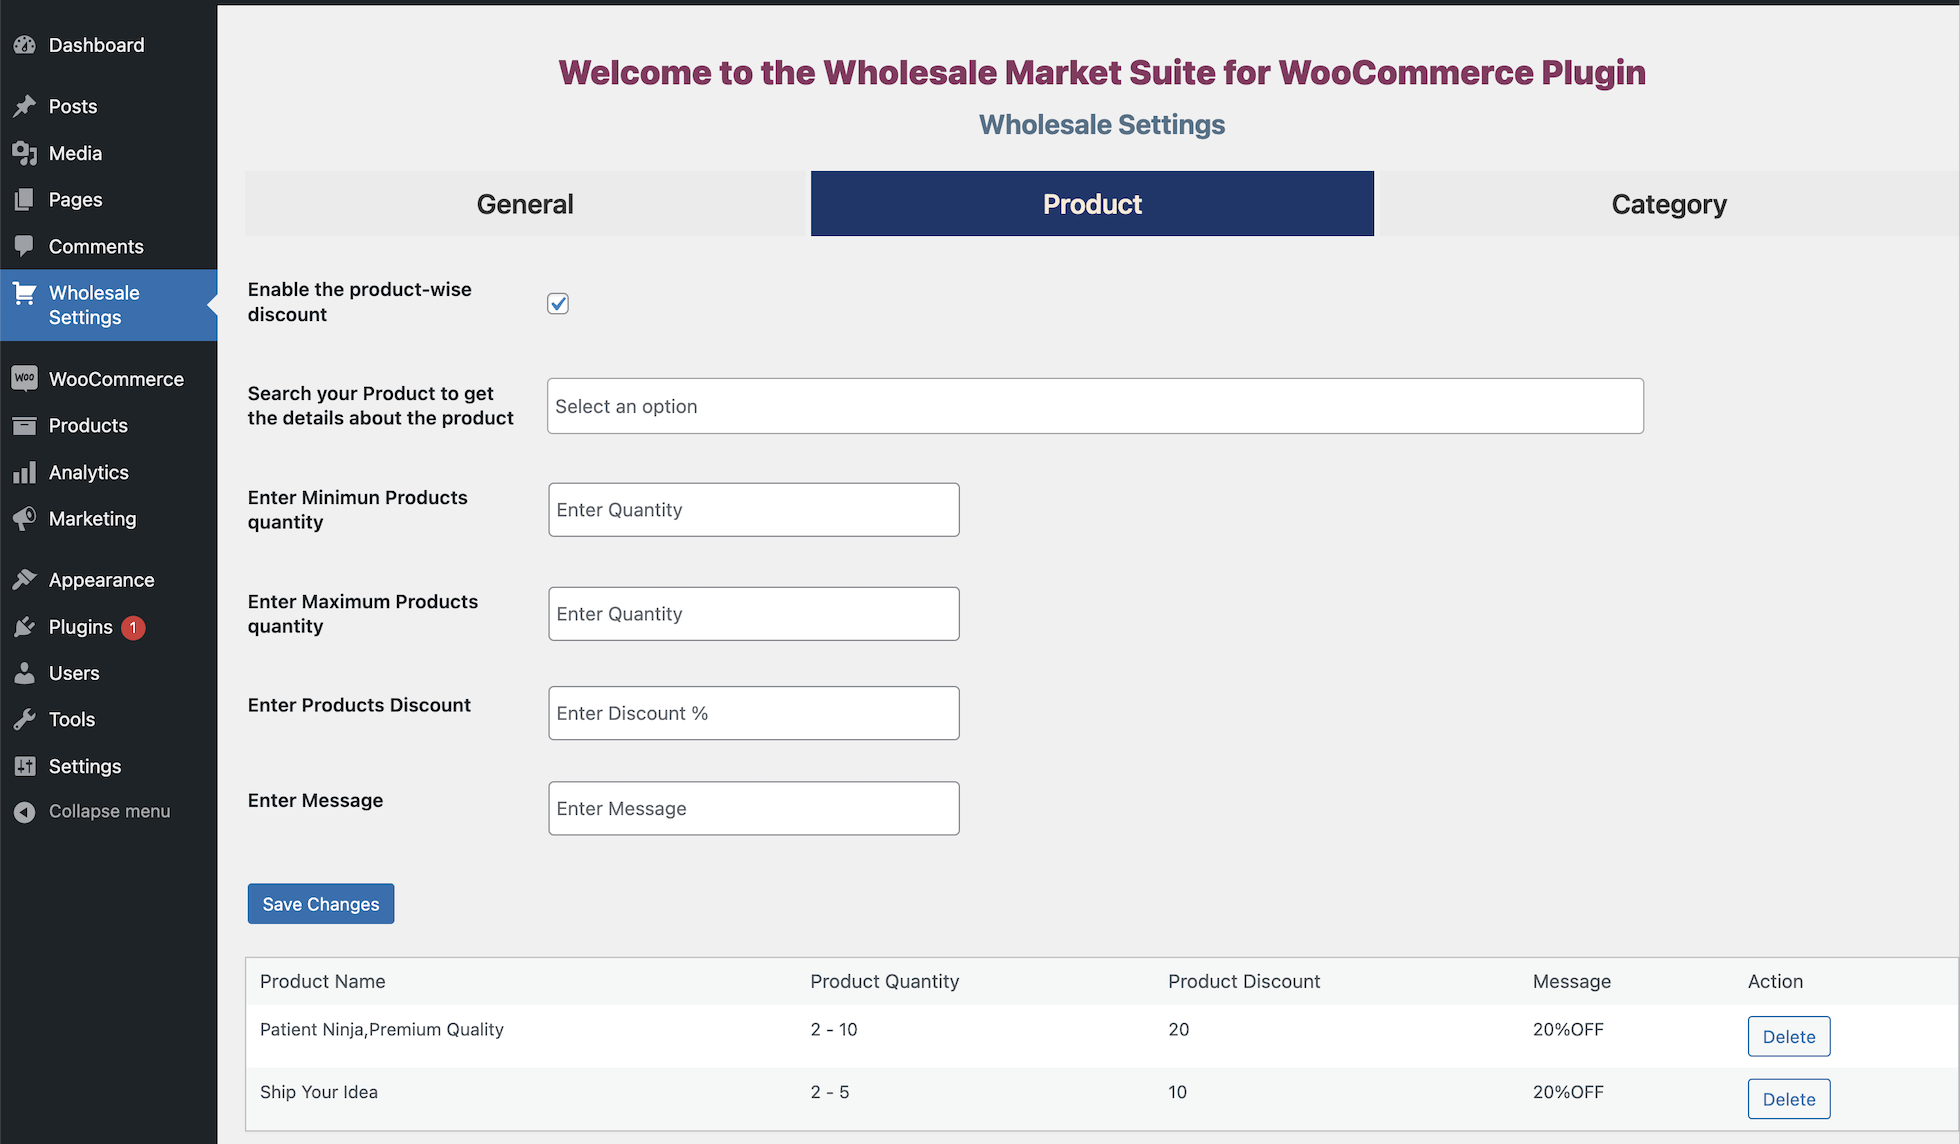 Dashboard
Posts
Media
Pages
Comments
Wholesale
Settings
WOO WooCommerce
Products
Analytics
Marketing
Appearance
Plugins 1
Users
Tools
Settings
Collapse menu
Welcome to the Wholesale Market Suite for WooCommerce Plugin
Wholesale Settings
General Product Category
Enable the product-wise
discount
Search your Product to get
the details about the product
Select an option
Enter Minimun Products
quantity
Enter Quantity
Enter Maximum Products
quantity
Enter Quantity
Enter Products Discount
Enter Discount %
Enter Message
Enter Message
Save Changes
Product Name Product Quantity Product Discount Message Action
Patient Ninja,Premium Quality 2 - 10 20 20%OFF Delete
Ship Your Idea 2 - 5 10 20%OFF Delete